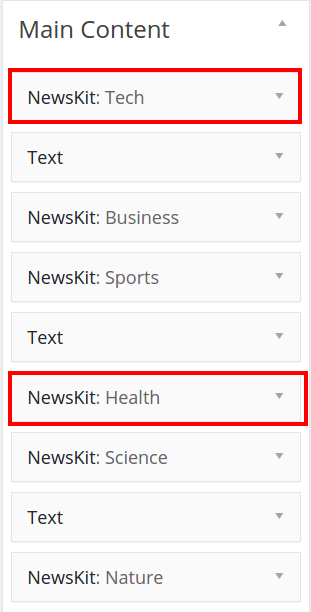 Main Content
NewsKit: Tech
Text
NewsKit: Business
NewsKit: Sports
Text
NewsKit: Health
NewsKit: Science
Text
NewsKit: Nature